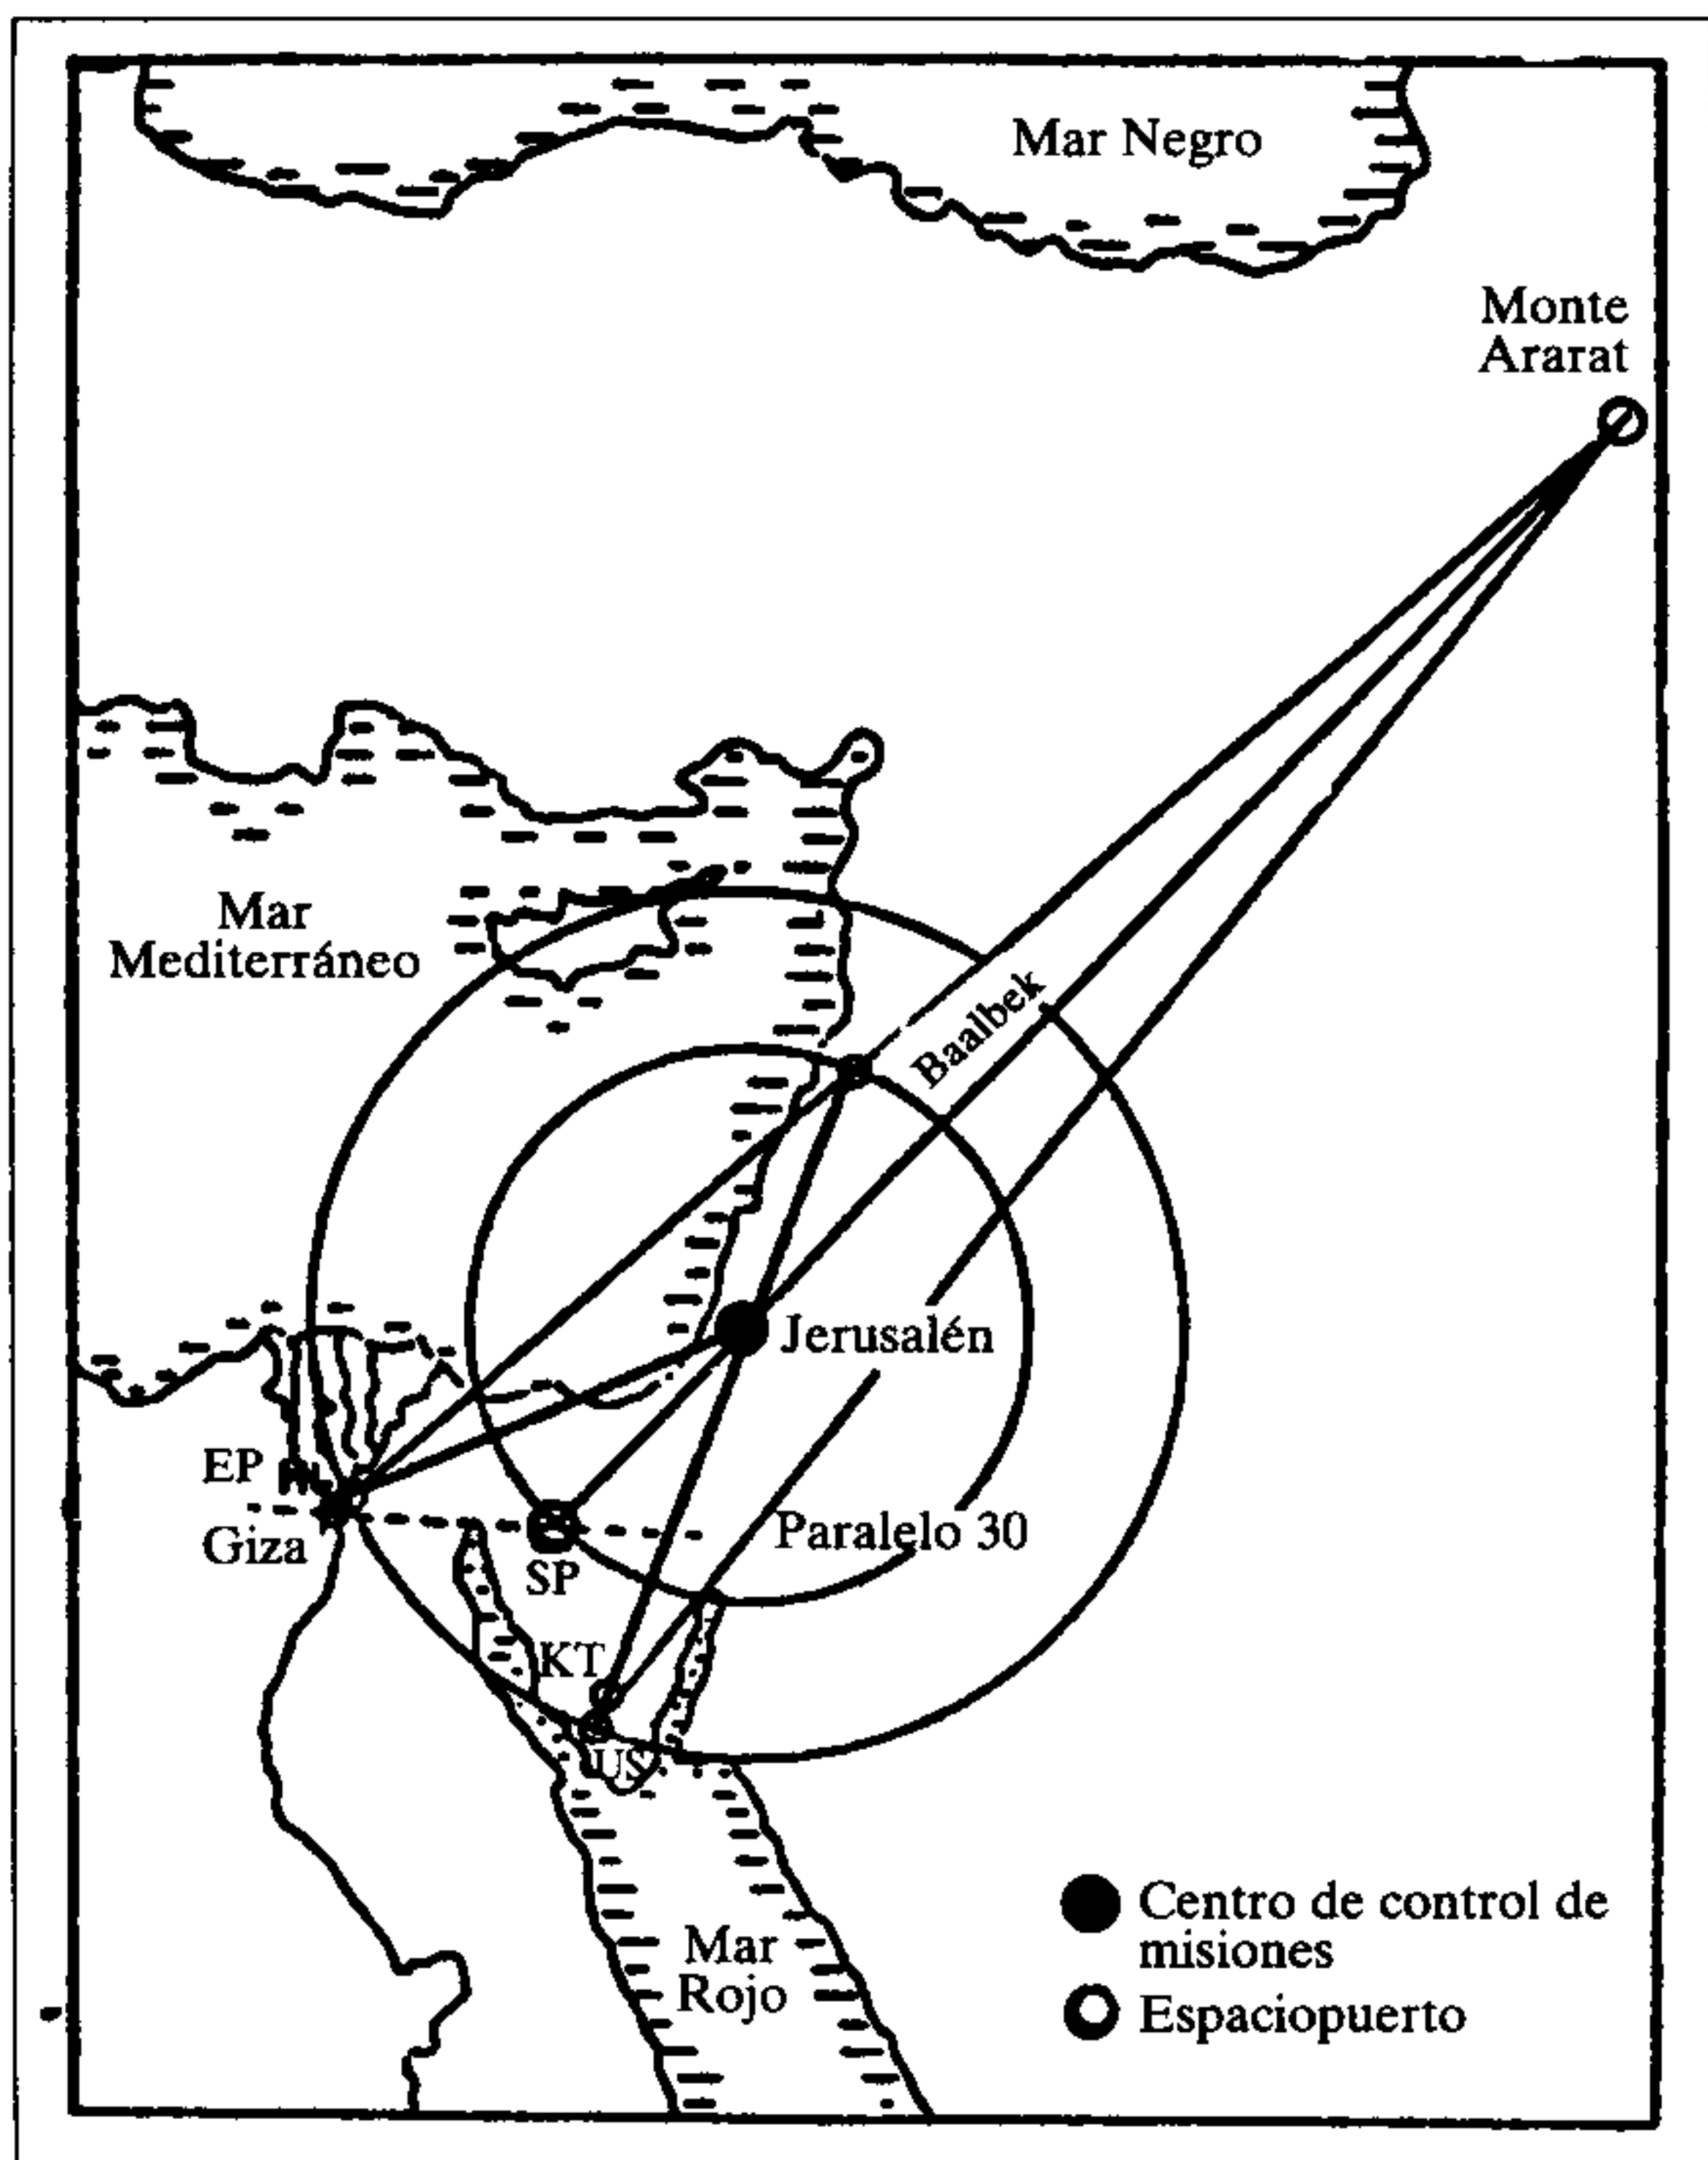 Mar Negro
Monte
Ararat
Mar
Mediterráneo
Baalbek
Jerusalén
EP
Giza
Paralelo 30
SP
KT
US
Mar
Rojo
Centro de control de
misiones
Espaciopuerto